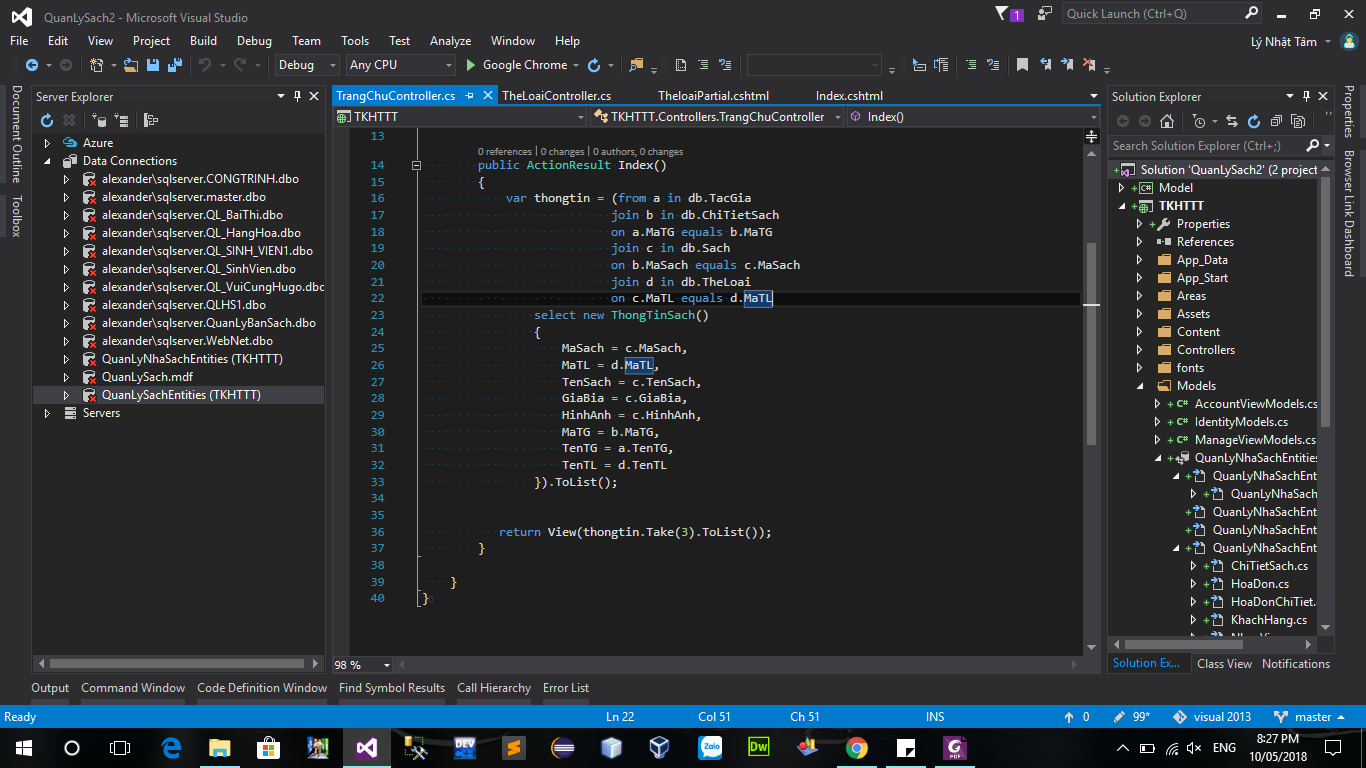 QuanLySach2 - Microsoft Visual Studio
1
Quick Launch (Ctrl+Q)
File Edit View Project Build Debug Team Tools Test Analyze Window Help
Lý Nhật Tâm
Debug Any CPU Google Chrome
Document Outline
Toolbox
Server Explorer
Azure
Data Connections
alexander\sqlserver.CONGTRINH.dbo
alexander\sqlserver.master.dbo
alexander\sqlserver.QL_BaiThi.dbo
alexander\sqlserver.QL_HangHoa.dbo
alexander\sqlserver.QL_SINH_VIEN1.dbo
alexander\sqlserver.QL_SinhVien.dbo
alexander\sqlserver.QL_VuiCungHugo.dbo
alexander\sqlserver.QLHS1.dbo
alexander\sqlserver.QuanLyBanSach.dbo
alexander\sqlserver.WebNet.dbo
QuanLyNhaSachEntities (TKHTTT)
QuanLySach.mdf
QuanLySachEntities (TKHTTT)
Servers
TrangChuController.cs TheLoaiController.cs TheloaiPartial.cshtml Index.cshtml
TKHTTT TKHTTT.Controllers.TrangChuController Index()
13
0 references | 0 changes | 0 authors, 0 changes
14 public ActionResult Index()
15 {
16 var thongtin = (from a in db.TacGia
17 join b in db.ChiTietSach
18 on a.MaTG equals b.MaTG
19 join c in db.Sach
20 on b.MaSach equals c.MaSach
21 join d in db.TheLoai
22 on c.MaTL equals d.MaTL
23 select new ThongTinSach()
24 {
25 MaSach = c.MaSach,
26 MaTL = d.MaTL,
27 TenSach = c.TenSach,
28 GiaBia = c.GiaBia,
29 HinhAnh = c.HinhAnh,
30 MaTG = b.MaTG,
31 TenTG = a.TenTG,
32 TenTL = d.TenTL
33 }).ToList();
34
35
36 return View(thongtin.Take(3).ToList());
37 }
38
39 }
40 }
98 %
Solution Explorer
Search Solution Explorer (Ctrl+;)
Solution 'QuanLySach2' (2 project
Model
TKHTTT
Properties
References
App_Data
App_Start
Areas
Assets
Content
Controllers
fonts
Models
AccountViewModels.cs
IdentityModels.cs
ManageViewModels.cs
QuanLyNhaSachEntities
QuanLyNhaSachEnt
QuanLyNhaSach
QuanLyNhaSachEnt
QuanLyNhaSachEnt
QuanLyNhaSachEnt
ChiTietSach.cs
HoaDon.cs
HoaDonChiTiet.
KhachHang.cs
Solution Ex... Class View Notifications
Properties
Browser Link Dashboard
Output Command Window Code Definition Window Find Symbol Results Call Hierarchy Error List
Ready Ln 22 Col 51 Ch 51 INS 0 99* visual 2013 master
DEV
Zalo
Dw
PDF
ENG
8:27 PM
10/05/2018